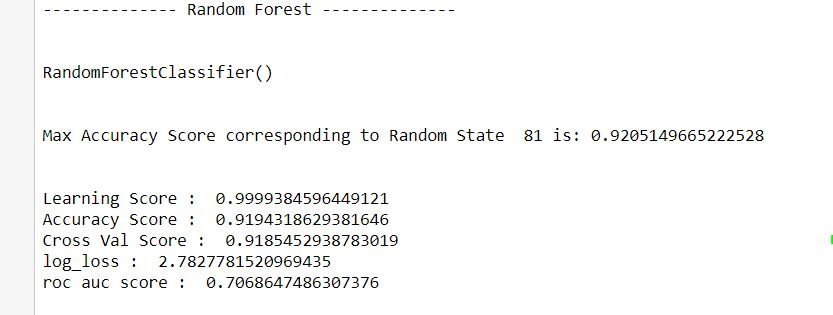 -------------- Random Forest --------------
RandomForestClassifier()
Max Accuracy Score corresponding to Random State  81 is: 0.9205149665222528
Learning Score :  0.9999384596449121
Accuracy Score :  0.9194318629381646
Cross Val Score :  0.9185452938783019
log_loss :  2.7827781520969435
roc auc score :  0.7068647486307376